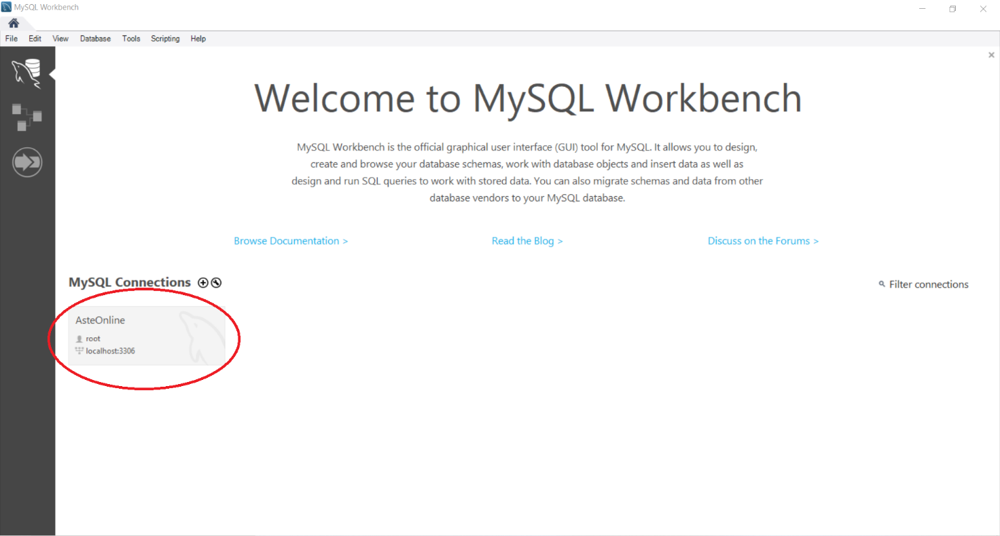 MySQL Workbench
File Edit View Database Tools Scripting Help
Welcome to MySQL Workbench
MySQL Workbench is the official graphical user interface (GUI) tool for MySQL. It allows you to design,
create and browse your database schemas, work with database objects and insert data as well as
design and run SQL queries to work with stored data. You can also migrate schemas and data from other
database vendors to your MySQL database.
Browse Documentation > Read the Blog > Discuss on the Forums >
MySQL Connections Filter connections
AsteOnline
root
localhost:3306